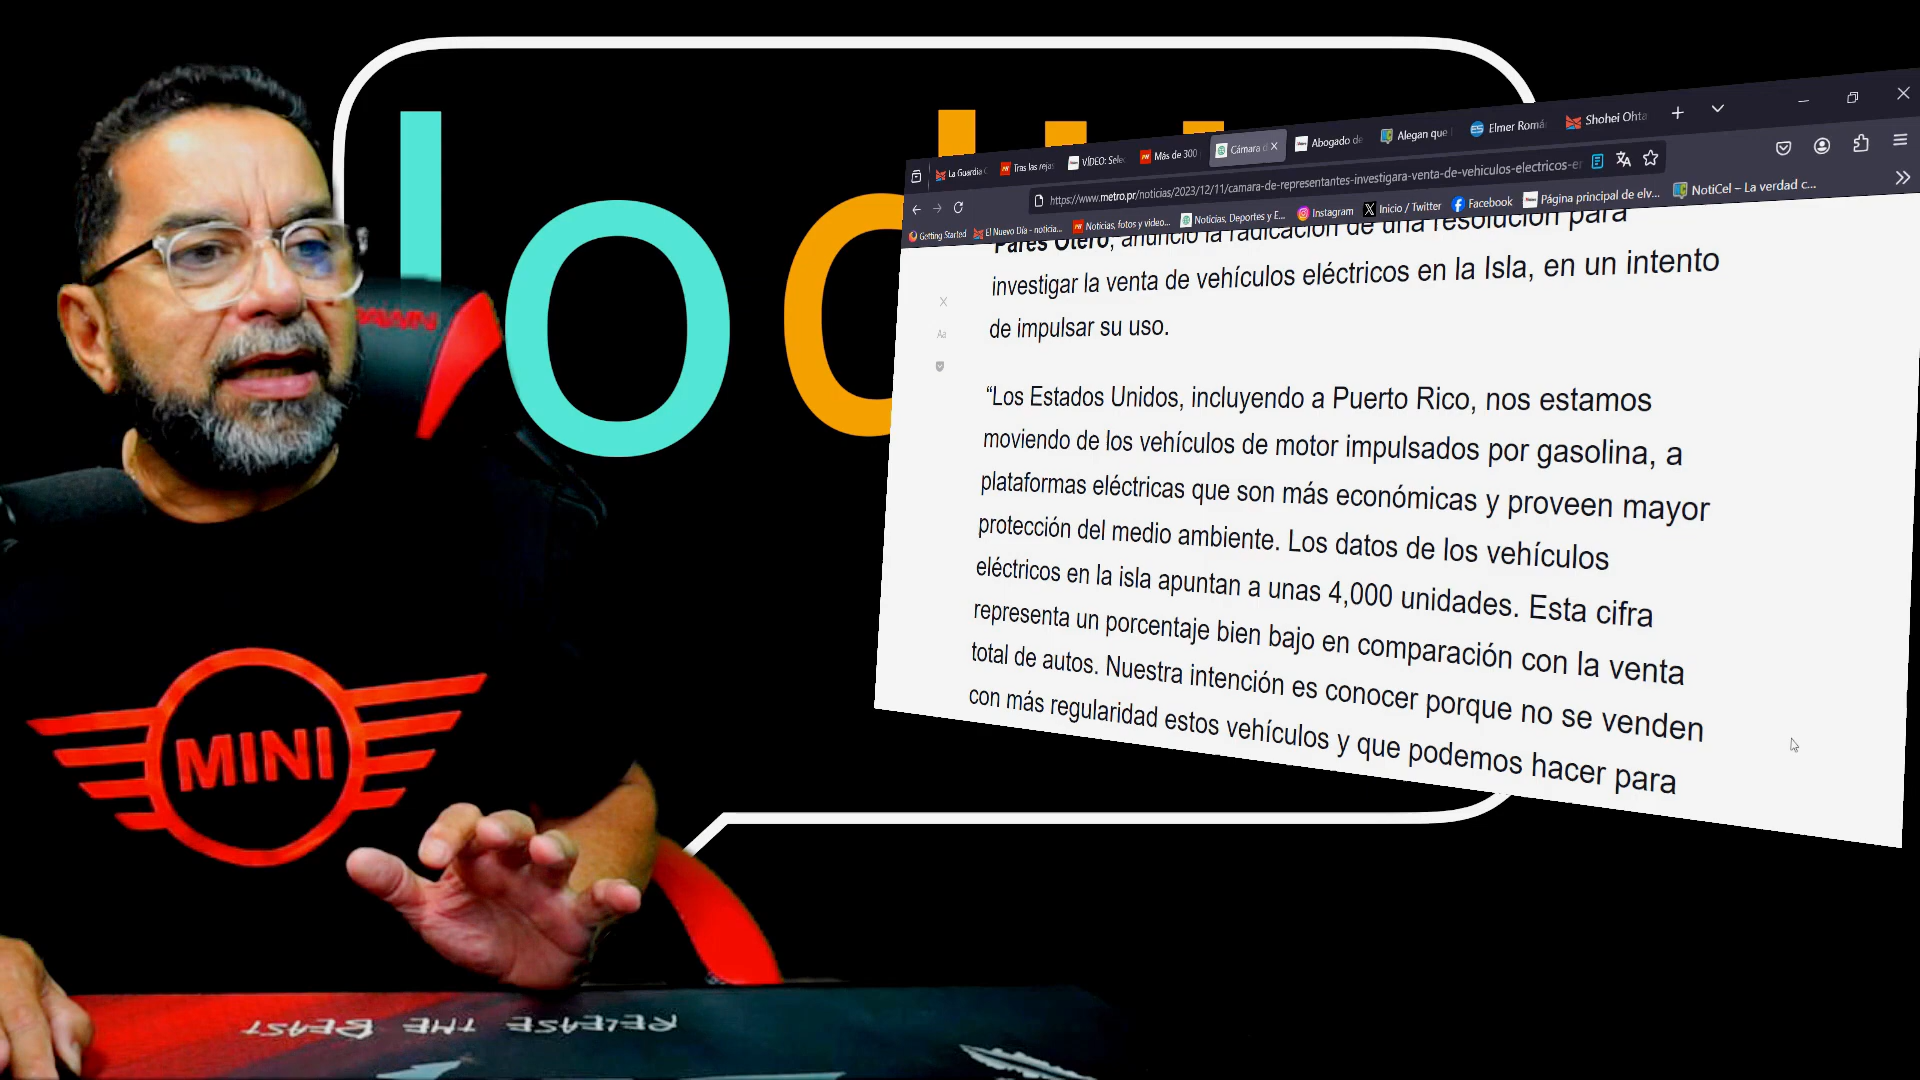 lo
La Guardia
Tras las rejas
VÍDEO: Selec
Más de 300
Cámara d
Abogado de
Alegan que
Elmer Romá
Shohei Ohta
https://www.metro.pr/noticias/2023/12/11/camara-de-representantes-investigara-venta-de-vehiculos-electricos-e
Getting Started
El Nuevo Día - noticia...
Noticias, fotos y video...
Noticias, Deportes y E...
Instagram
Inicio / Twitter
Facebook
Página principal de elv...
NotiCel – La verdad c...
Parés Otero, anunció la radicación de una resolución para
investigar la venta de vehículos eléctricos en la Isla, en un intento
de impulsar su uso.
“Los Estados Unidos, incluyendo a Puerto Rico, nos estamos
moviendo de los vehículos de motor impulsados por gasolina, a
plataformas eléctricas que son más económicas y proveen mayor
protección del medio ambiente. Los datos de los vehículos
eléctricos en la isla apuntan a unas 4,000 unidades. Esta cifra
representa un porcentaje bien bajo en comparación con la venta
total de autos. Nuestra intención es conocer porque no se venden
con más regularidad estos vehículos y que podemos hacer para
Aa
MINI
RELEASE THE BEAST